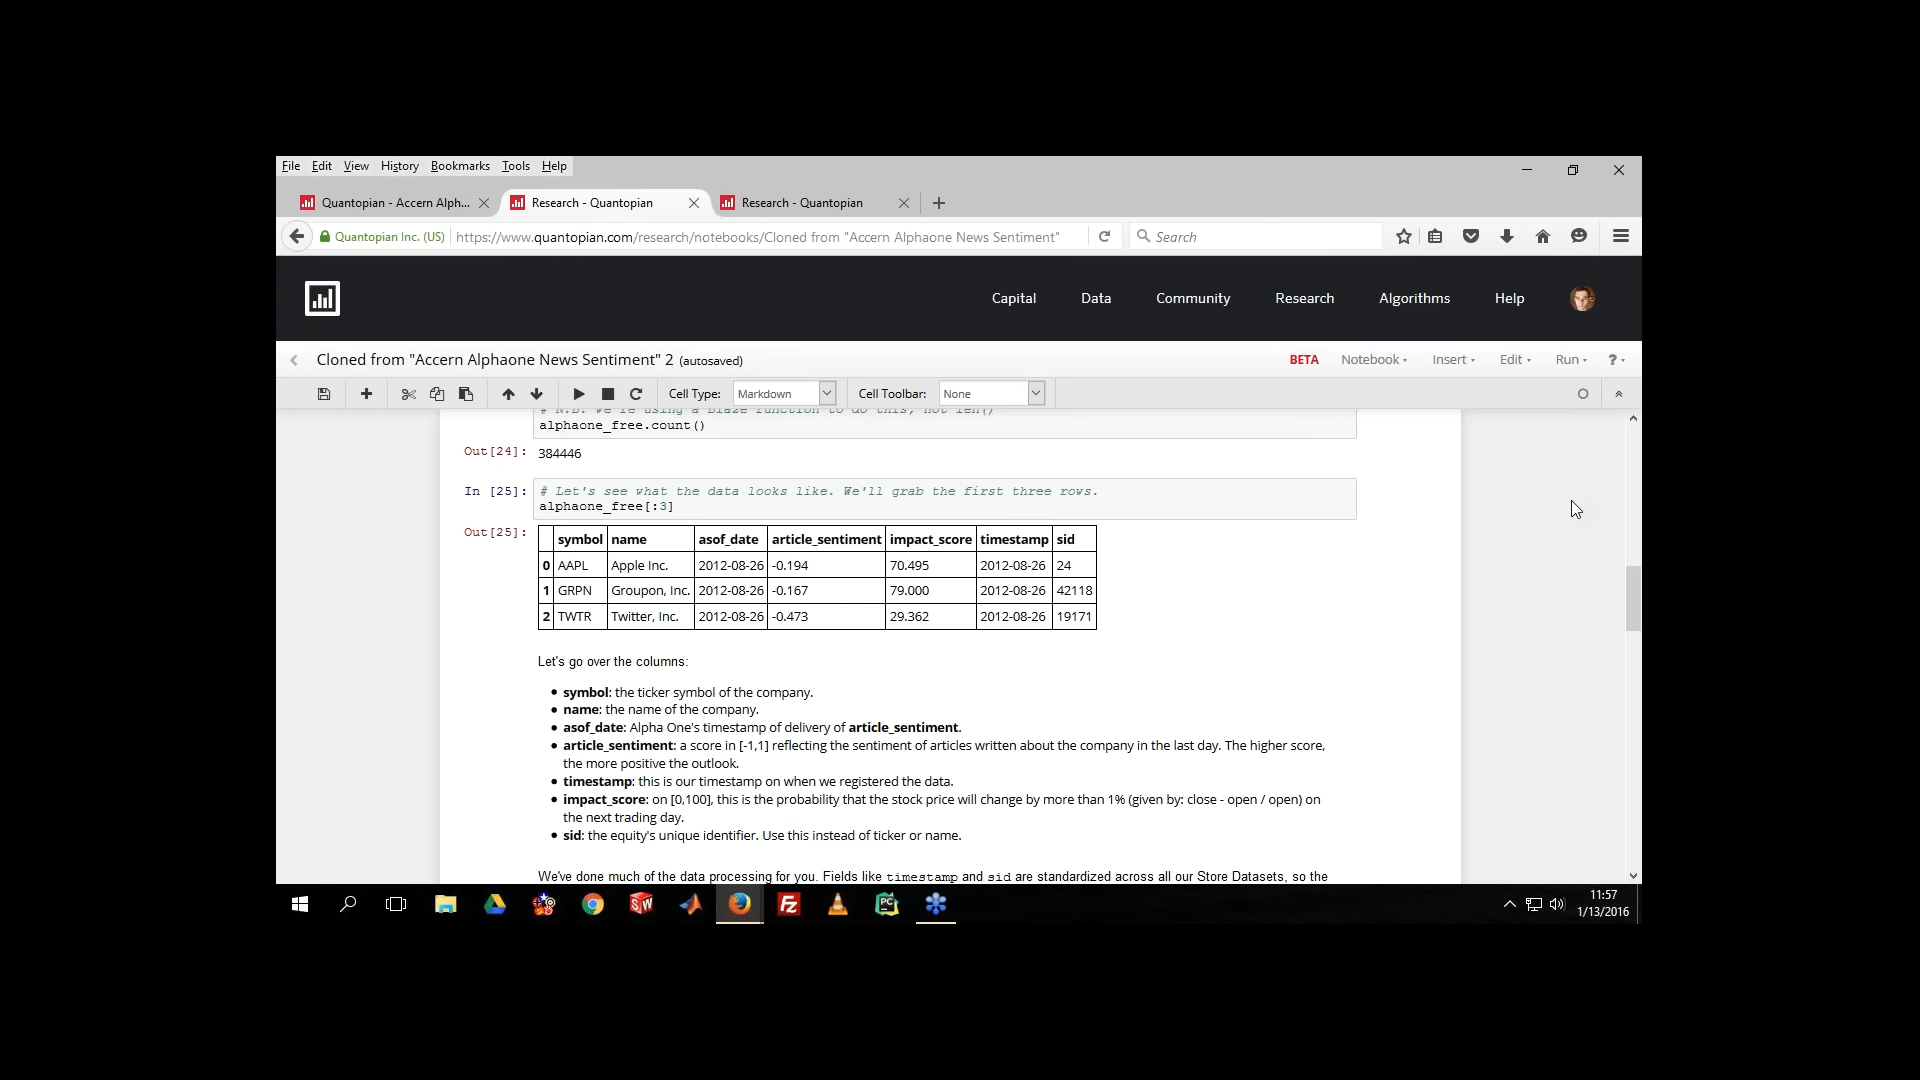 File Edit View History Bookmarks Tools Help
Quantopian - Accern Alph... Research - Quantopian Research - Quantopian
Quantopian Inc. (US) https://www.quantopian.com/research/notebooks/Cloned from "Accern Alphaone News Sentiment" Search
Capital Data Community Research Algorithms Help
Cloned from "Accern Alphaone News Sentiment" 2 (autosaved) BETA Notebook Insert Edit Run ?
Cell Type: Markdown Cell Toolbar: None
# N.B. we're using a Blaze function to do this, not len()
alphaone_free.count()
Out[24]: 384446
In [25]: # Let's see what the data looks like. We'll grab the first three rows.
alphaone_free[:3]
Out[25]: symbol name asof_date article_sentiment impact_score timestamp sid
0 AAPL Apple Inc. 2012-08-26 -0.194 70.495 2012-08-26 24
1 GRPN Groupon, Inc. 2012-08-26 -0.167 79.000 2012-08-26 42118
2 TWTR Twitter, Inc. 2012-08-26 -0.473 29.362 2012-08-26 19171
Let's go over the columns:
• symbol: the ticker symbol of the company.
• name: the name of the company.
• asof_date: Alpha One's timestamp of delivery of article_sentiment.
• article_sentiment: a score in [-1,1] reflecting the sentiment of articles written about the company in the last day. The higher score,
the more positive the outlook.
• timestamp: this is our timestamp on when we registered the data.
• impact_score: on [0,100], this is the probability that the stock price will change by more than 1% (given by: close - open / open) on
the next trading day.
• sid: the equity's unique identifier. Use this instead of ticker or name.
We've done much of the data processing for you. Fields like timestamp and sid are standardized across all our Store Datasets, so the
SW FZ PC
11:57
1/13/2016